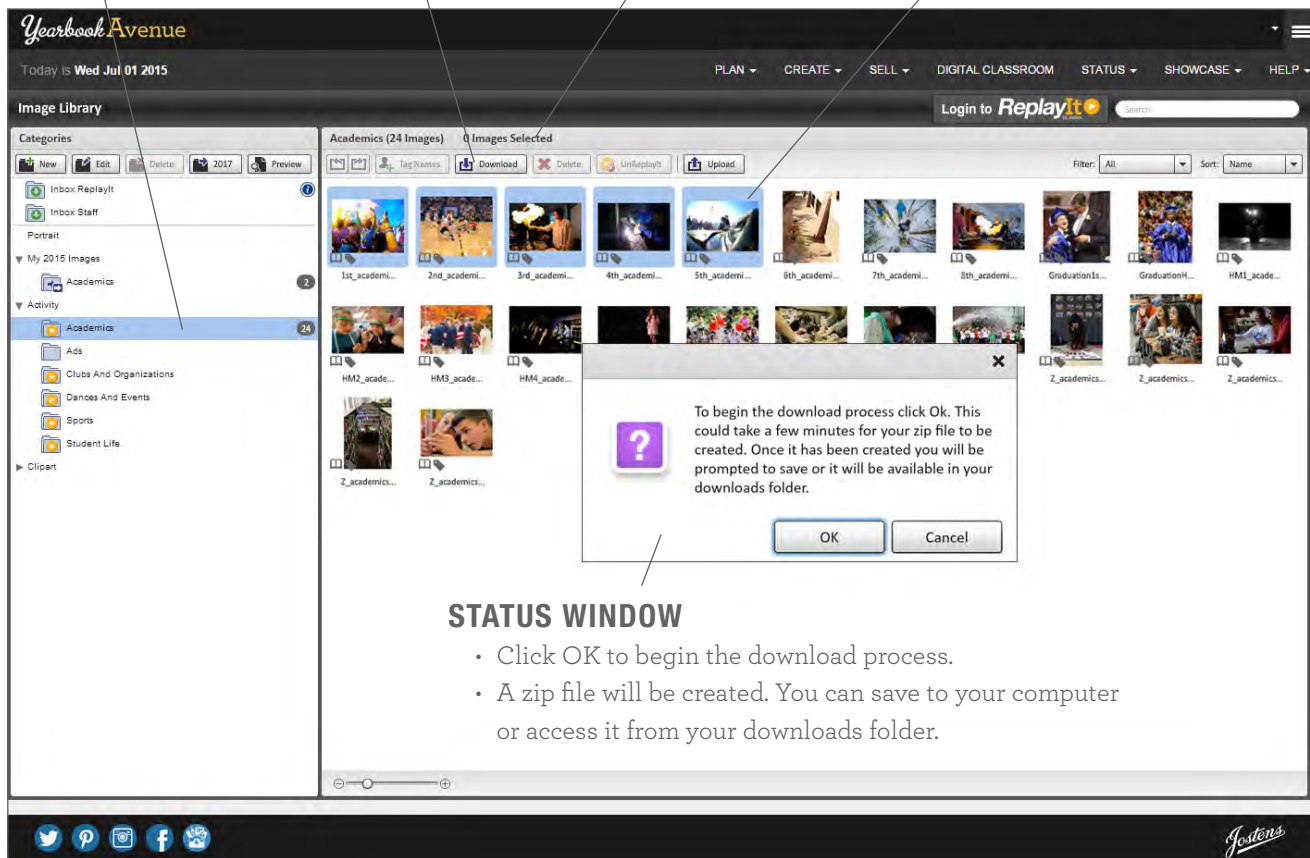 Yearbook Avenue
Today is Wed Jul 01 2015
PLAN CREATE SELL DIGITAL CLASSROOM STATUS SHOWCASE HELP
Image Library
Login to ReplayIt
Search
Categories
Academics (24 Images) 0 Images Selected
New Edit Delete 2017 Preview
Tag Names Download Delete UnReplayIt Upload
Filter: All Sort: Name
Inbox ReplayIt
Inbox Staff
Portrait
My 2015 Images
Academics 2
Activity
Academics 24
Ads
Clubs And Organizations
Dances And Events
Sports
Student Life
Clipart
1st_academi... 2nd_academi... 3rd_academi... 4th_academi... 5th_academi... 6th_academi... 7th_academi... 8th_academi... Graduation1s... GraduationH... HM1_acade...
HM2_acade... HM3_acade... HM4_acade... Z_academics... Z_academics... Z_academics...
Z_academics... Z_academics...
To begin the download process click Ok. This
could take a few minutes for your zip file to be
created. Once it has been created you will be
prompted to save or it will be available in your
downloads folder.
OK Cancel
STATUS WINDOW
• Click OK to begin the download process.
• A zip file will be created. You can save to your computer
or access it from your downloads folder.
Jostens